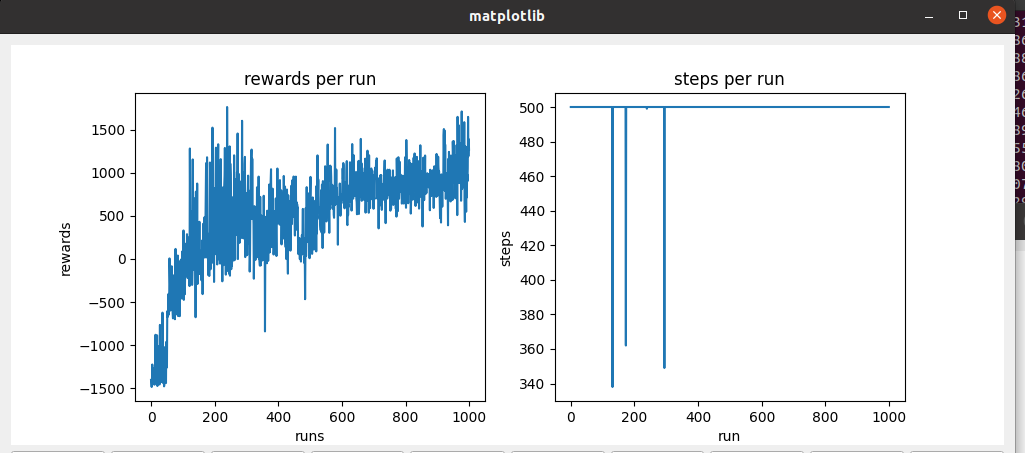 matplotlib
rewards per run
rewards
1500
1000
500
0
−500
−1000
−1500
0 200 400 600 800 1000
runs
steps per run
steps
500
480
460
440
420
400
380
360
340
0 200 400 600 800 1000
run